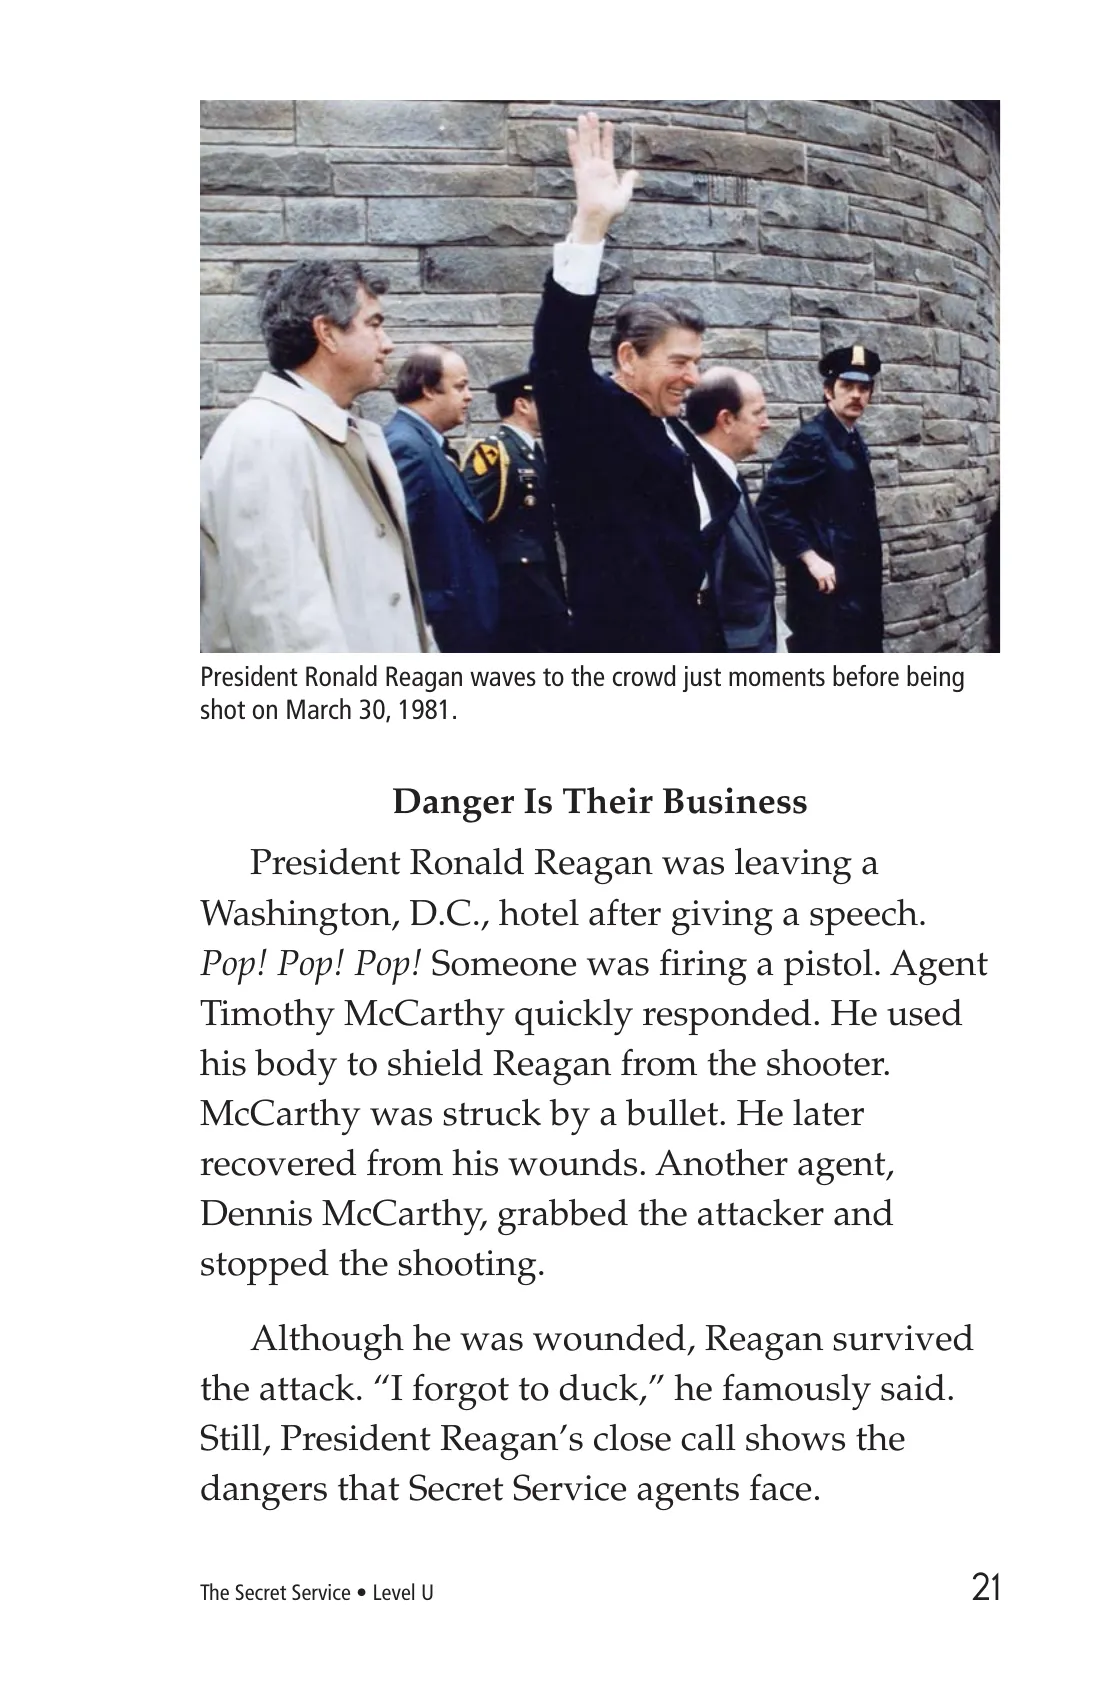 President Ronald Reagan waves to the crowd just moments before being
shot on March 30, 1981.
Danger Is Their Business
President Ronald Reagan was leaving a
Washington, D.C., hotel after giving a speech.
Pop! Pop! Pop! Someone was firing a pistol. Agent
Timothy McCarthy quickly responded. He used
his body to shield Reagan from the shooter.
McCarthy was struck by a bullet. He later
recovered from his wounds. Another agent,
Dennis McCarthy, grabbed the attacker and
stopped the shooting.
Although he was wounded, Reagan survived
the attack. “I forgot to duck,” he famously said.
Still, President Reagan’s close call shows the
dangers that Secret Service agents face.
The Secret Service • Level U 21